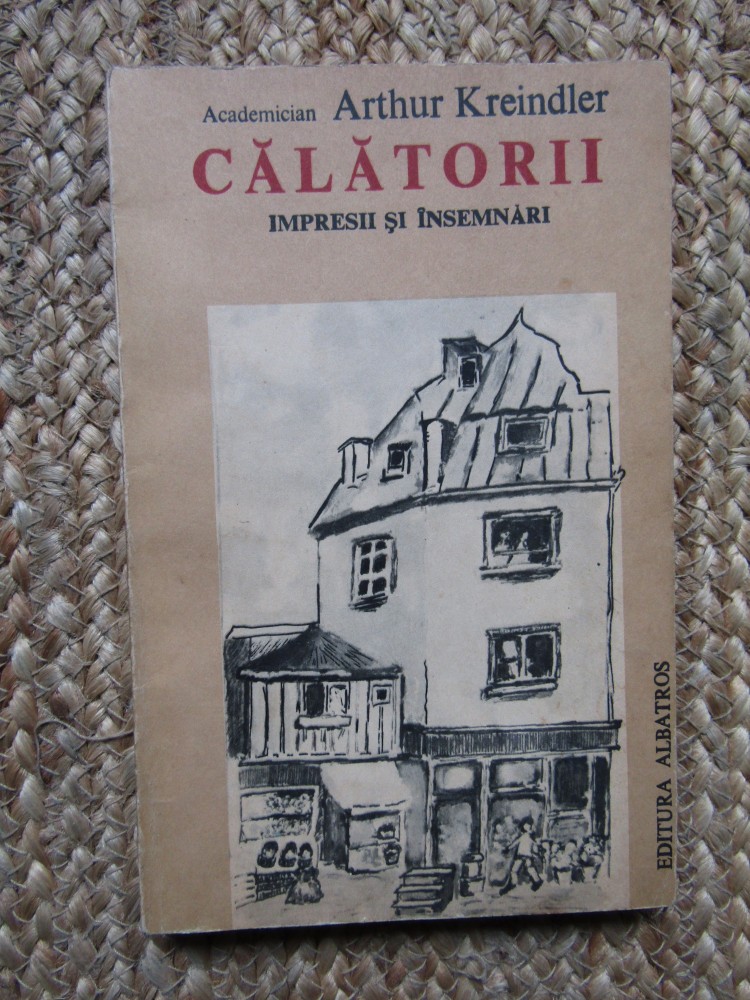 Academician Arthur Kreindler
CĂLĂTORII
IMPRESII ŞI ÎNSEMNĂRI
EDITURA ALBATROS